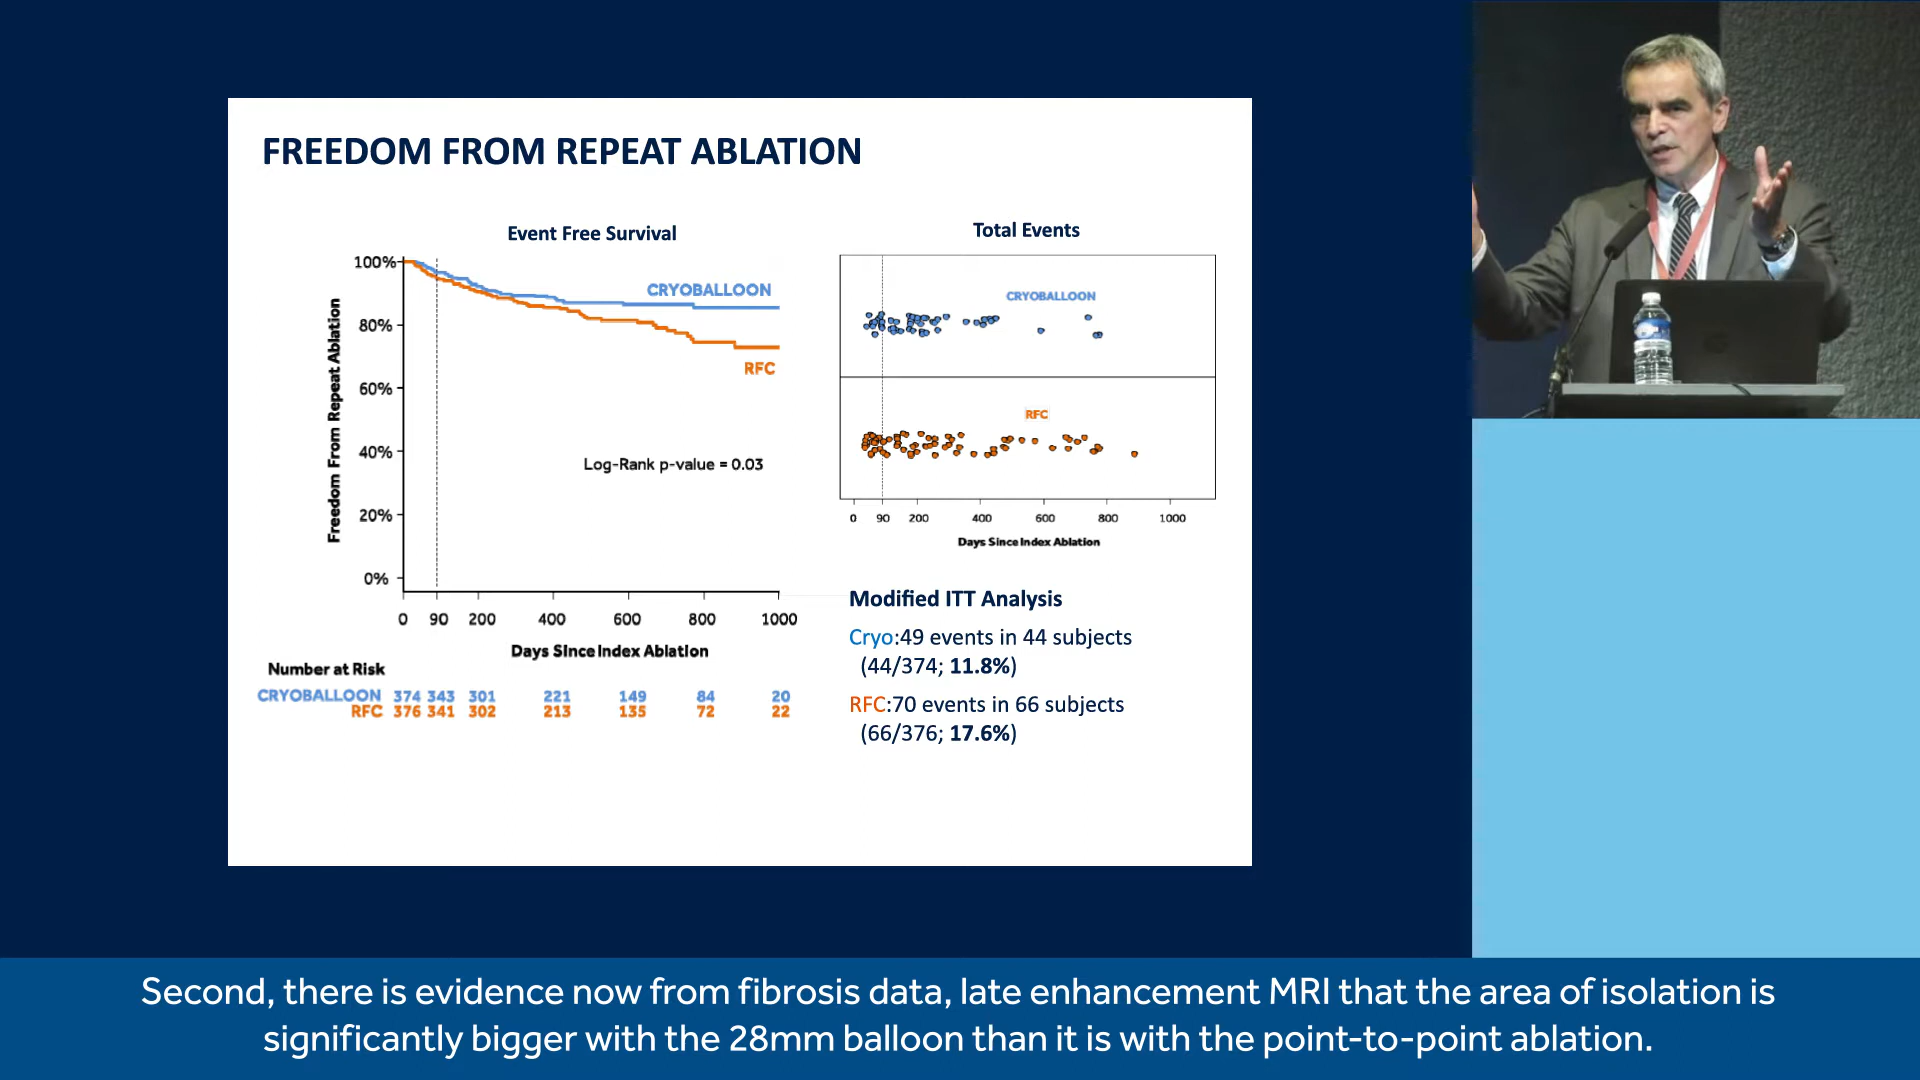 FREEDOM FROM REPEAT ABLATION
Event Free Survival
100%
80%
60%
40%
20%
0%
Freedom From Repeat Ablation
CRYOBALLOON
RFC
Log-Rank p-value = 0.03
0 90 200 400 600 800 1000
Days Since Index Ablation
Number at Risk
CRYOBALLOON 374 343 301 221 149 84 20
RFC 376 341 302 213 135 72 22
Total Events
CRYOBALLOON
RFC
0 90 200 400 600 800 1000
Days Since Index Ablation
Modified ITT Analysis
Cryo:49 events in 44 subjects
(44/374; 11.8%)
RFC:70 events in 66 subjects
(66/376; 17.6%)
Second, there is evidence now from fibrosis data, late enhancement MRI that the area of isolation is
significantly bigger with the 28mm balloon than it is with the point-to-point ablation.